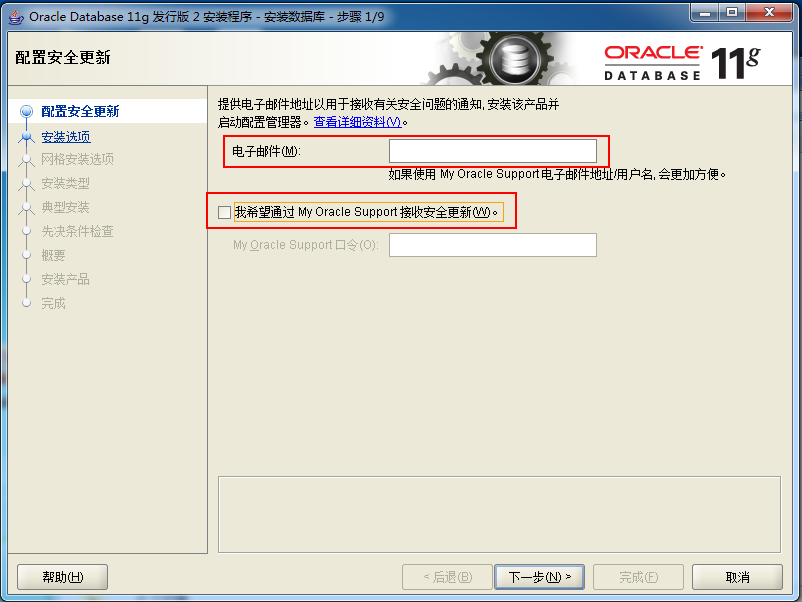 Oracle Database 11g 发行版 2 安装程序 - 安装数据库 - 步骤 1/9
配置安全更新
ORACLE
DATABASE
11g
配置安全更新
安装选项
网格安装选项
安装类型
典型安装
先决条件检查
概要
安装产品
完成
提供电子邮件地址以用于接收有关安全问题的通知, 安装该产品并
启动配置管理器。查看详细资料(V)。
电子邮件(M):
如果使用 My Oracle Support 电子邮件地址/用户名, 会更加方便。
我希望通过 My Oracle Support 接收安全更新(W)。
My Oracle Support 口令(O):
帮助(H)
< 后退(B)
下一步(N) >
完成(F)
取消